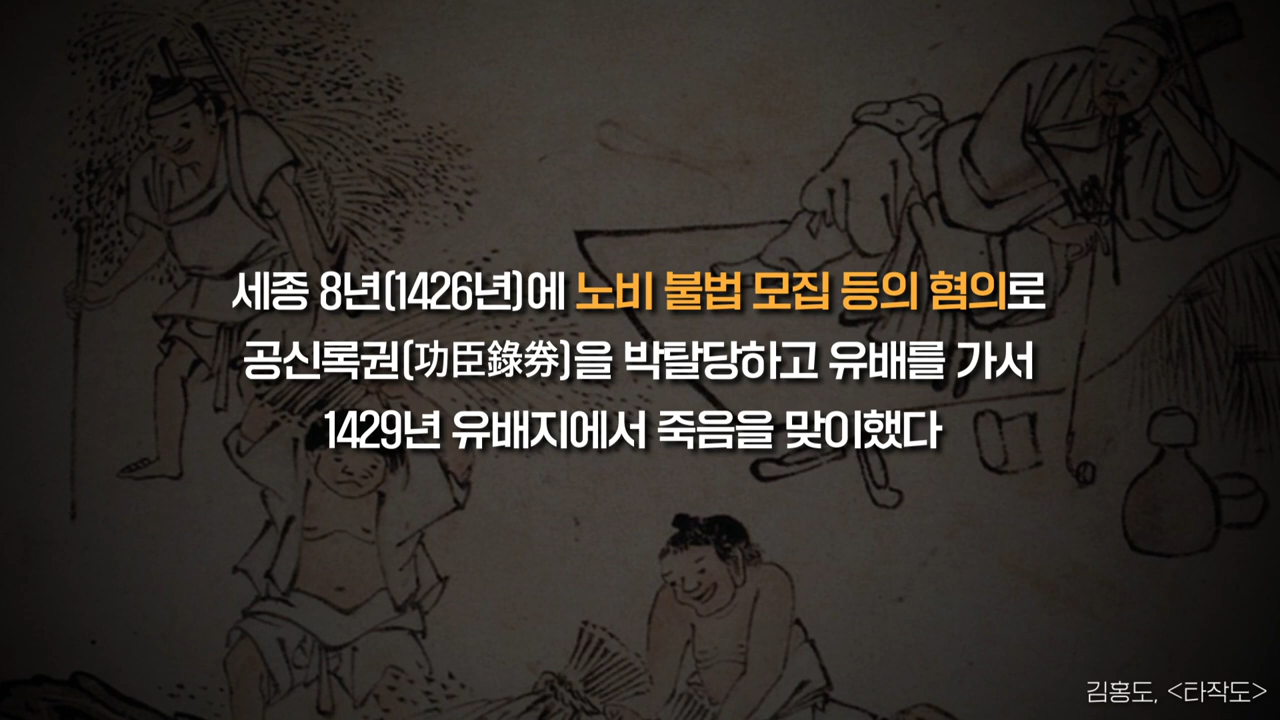 세종 8년(1426년)에 노비 불법 모집 등의 혐의로
공신록권(功臣錄券)을 박탈당하고 유배를 가서
1429년 유배지에서 죽음을 맞이했다
김홍도, <타작도>